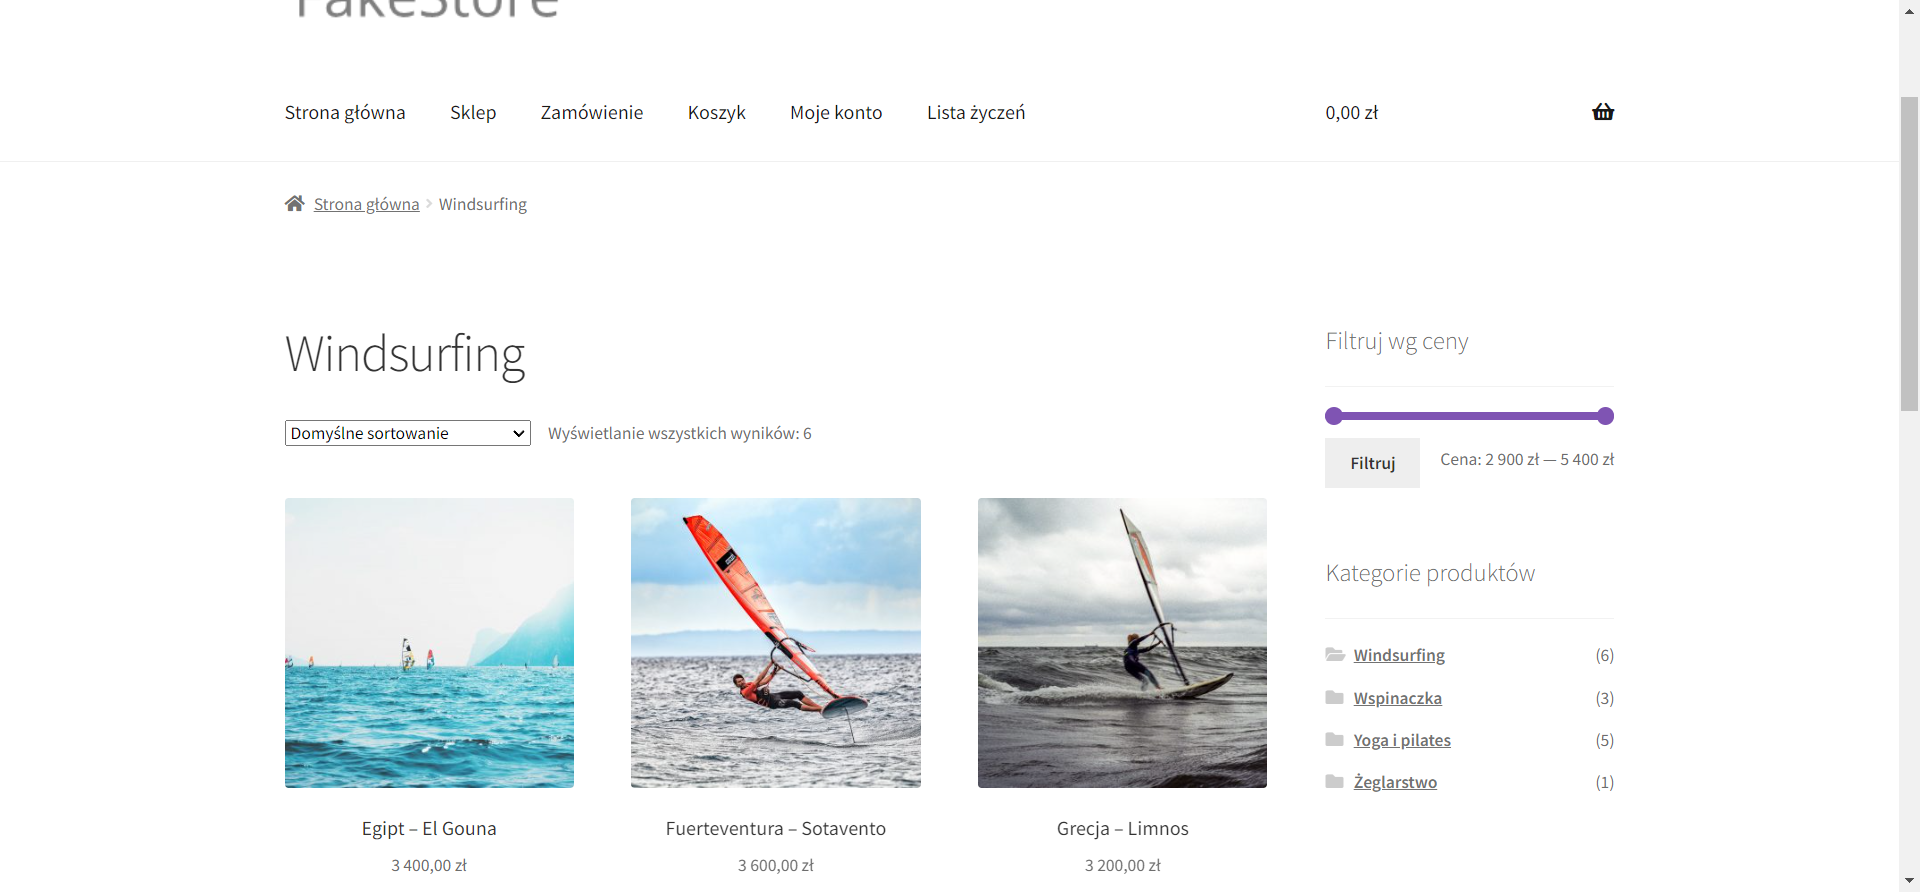 FakeStore
Strona główna Sklep Zamówienie Koszyk Moje konto Lista życzeń 0,00 zł
Strona główna Windsurfing
Windsurfing
Domyślne sortowanie Wyświetlanie wszystkich wyników: 6
Egipt – El Gouna
3 400,00 zł
Fuerteventura – Sotavento
3 600,00 zł
Grecja – Limnos
3 200,00 zł
Filtruj wg ceny
Filtruj Cena: 2 900 zł — 5 400 zł
Kategorie produktów
Windsurfing (6)
Wspinaczka (3)
Yoga i pilates (5)
Żeglarstwo (1)